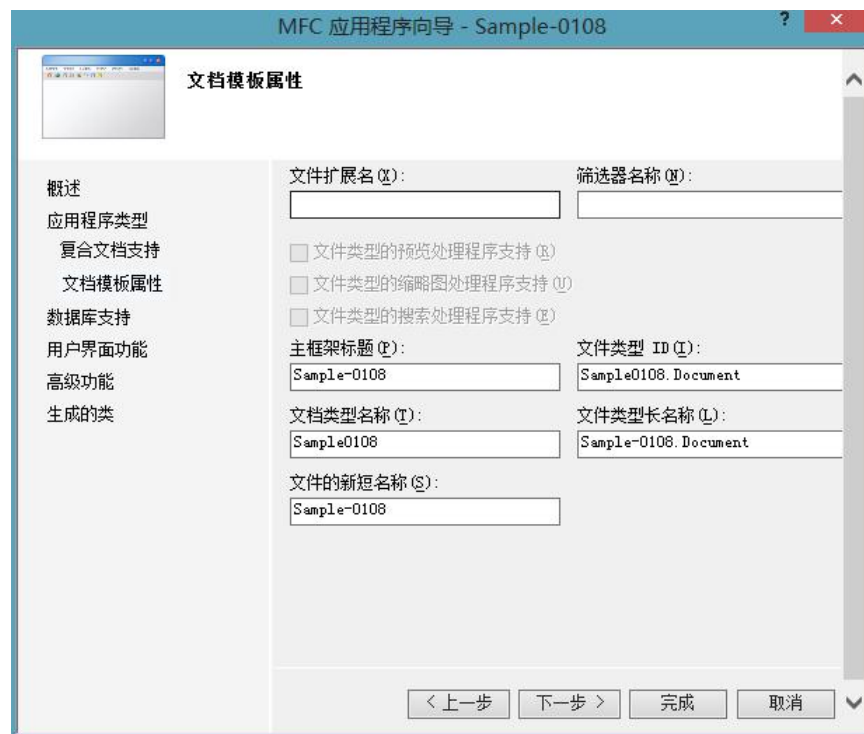 MFC 应用程序向导 - Sample-0108
文档模板属性
概述
应用程序类型
复合文档支持
文档模板属性
数据库支持
用户界面功能
高级功能
生成的类
文件扩展名(X):
筛选器名称(N):
文件类型的预览处理程序支持(R)
文件类型的缩略图处理程序支持(U)
文件类型的搜索处理程序支持(E)
主框架标题(P):
文件类型 ID(I):
Sample-0108
Sample0108.Document
文档类型名称(T):
文件类型长名称(L):
Sample0108
Sample-0108.Document
文件的新短名称(S):
Sample-0108
< 上一步
下一步 >
完成
取消